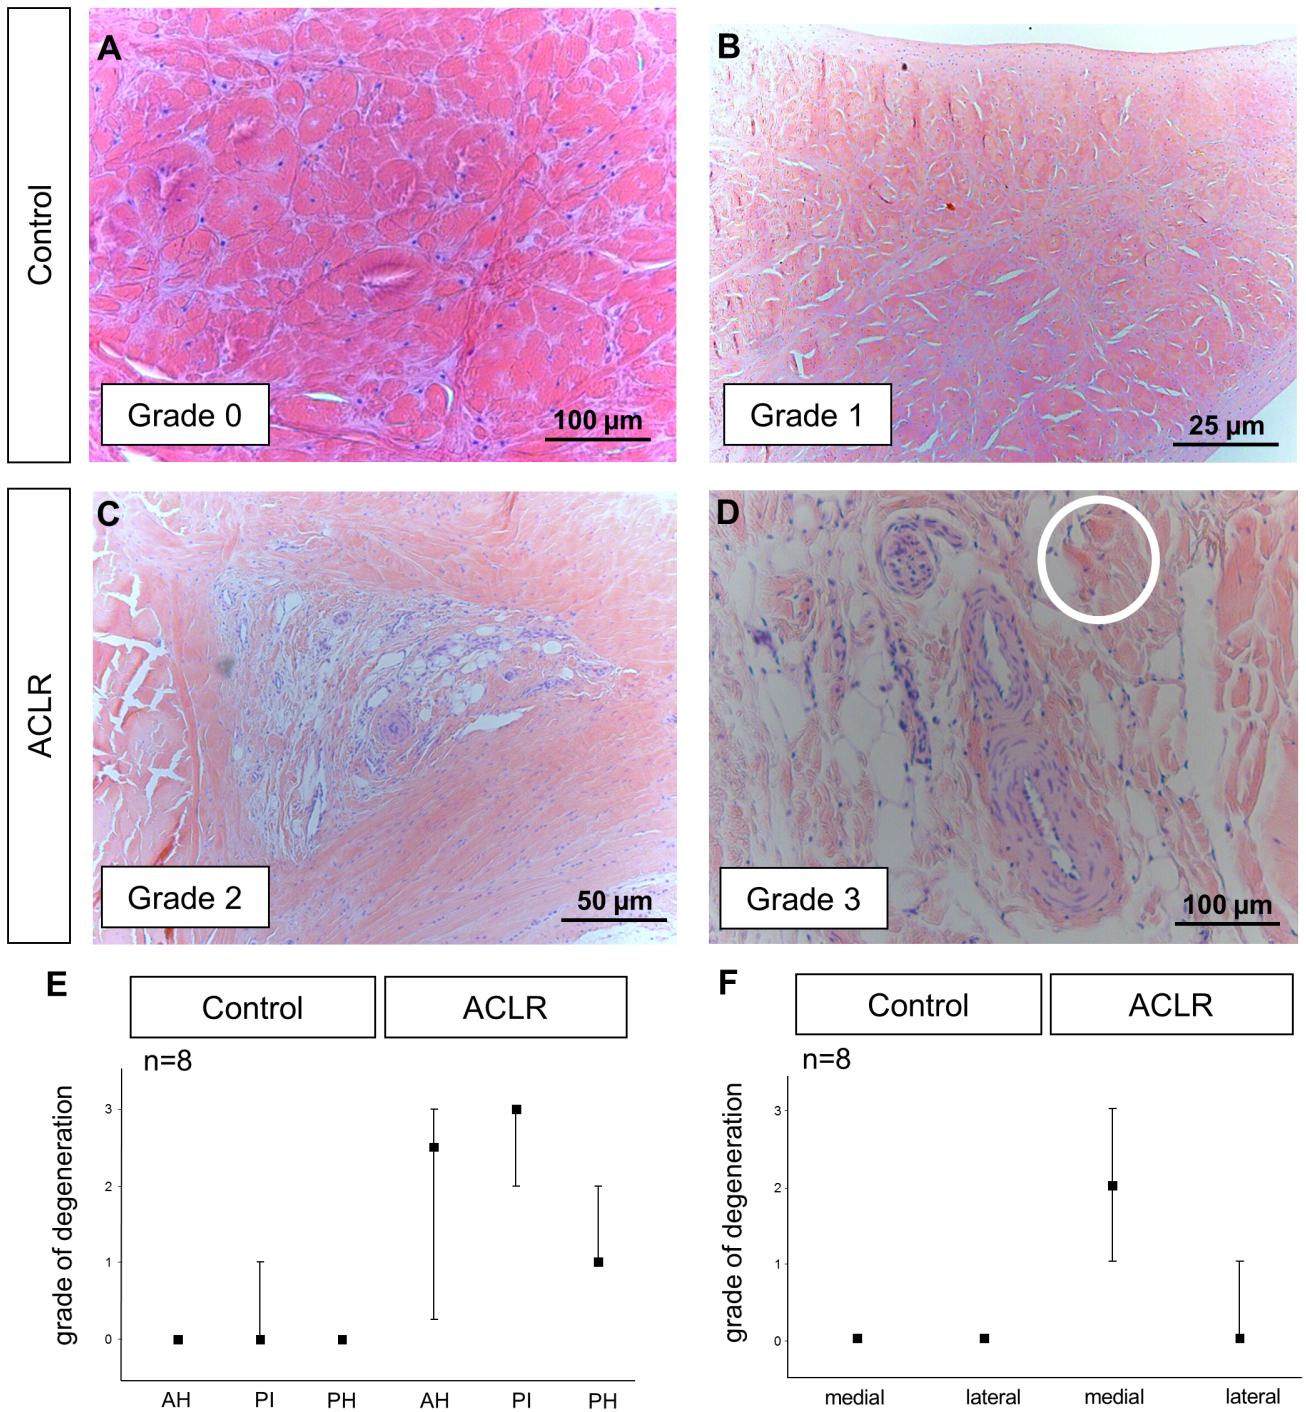 Control
A
Grade 0
100 µm
B
Grade 1
25 µm
ACLR
C
Grade 2
50 µm
D
Grade 3
100 µm
E
Control
ACLR
n=8
grade of degeneration
3
2
1
0
AH
PI
PH
AH
PI
PH
F
Control
ACLR
n=8
grade of degeneration
3
2
1
0
medial
lateral
medial
lateral